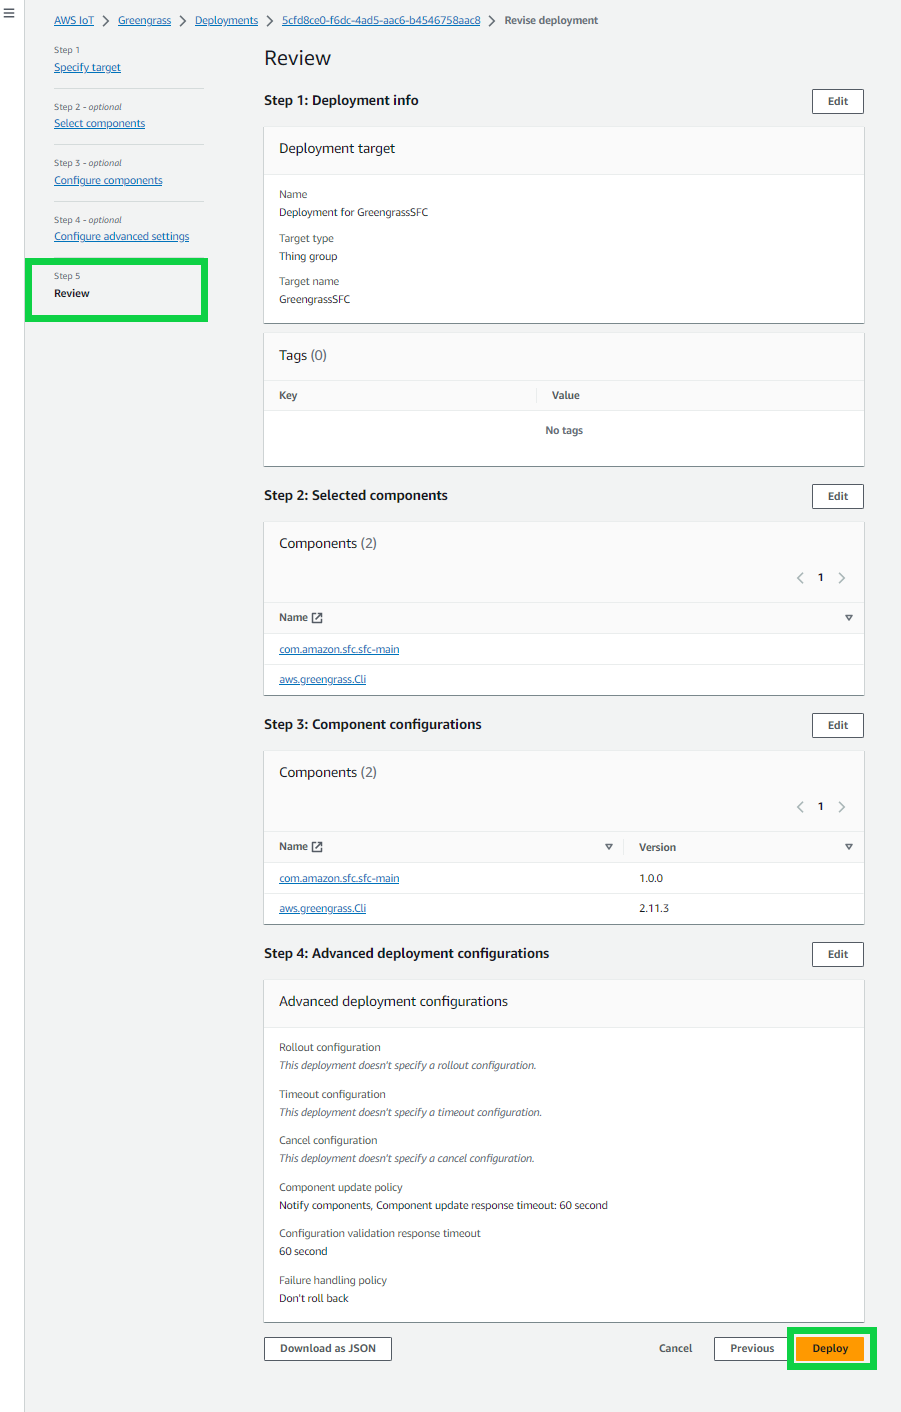 AWS IoT > Greengrass > Deployments > 5cfd8ce0-f6dc-4ad5-aac6-b4546758aac8 > Revise deployment
Step 1
Specify target
Step 2 - optional
Select components
Step 3 - optional
Configure components
Step 4 - optional
Configure advanced settings
Step 5
Review
Review
Step 1: Deployment info
Edit
Deployment target
Name
Deployment for GreengrassSFC
Target type
Thing group
Target name
GreengrassSFC
Tags (0)
Key Value
No tags
Step 2: Selected components
Edit
Components (2)
< 1 >
Name
com.amazon.sfc.sfc-main
aws.greengrass.Cli
Step 3: Component configurations
Edit
Components (2)
< 1 >
Name Version
com.amazon.sfc.sfc-main 1.0.0
aws.greengrass.Cli 2.11.3
Step 4: Advanced deployment configurations
Edit
Advanced deployment configurations
Rollout configuration
This deployment doesn't specify a rollout configuration.
Timeout configuration
This deployment doesn't specify a timeout configuration.
Cancel configuration
This deployment doesn't specify a cancel configuration.
Component update policy
Notify components, Component update response timeout: 60 second
Configuration validation response timeout
60 second
Failure handling policy
Don't roll back
Download as JSON Cancel Previous Deploy